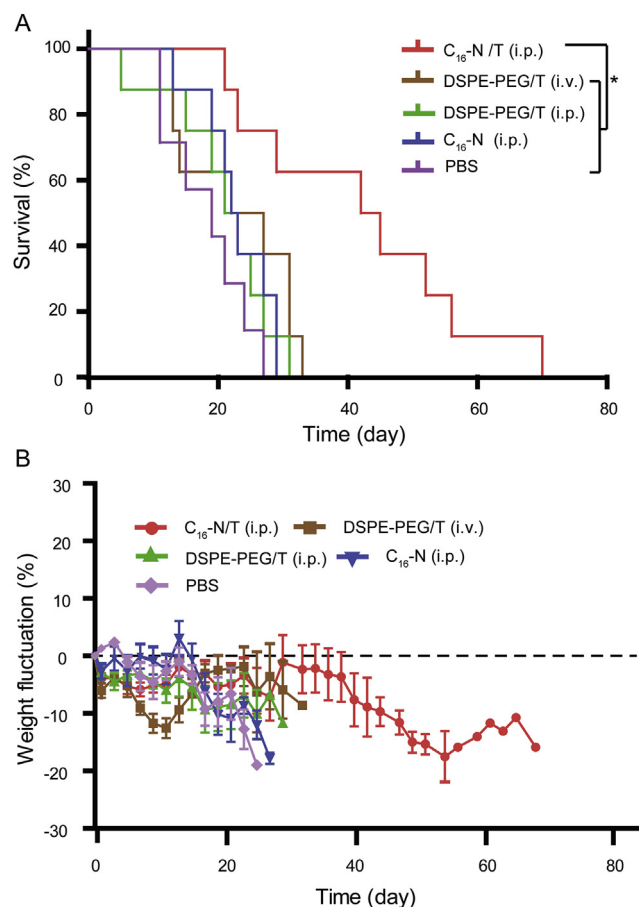 A
100
80
60
40
20
0
Survival (%)
0 20 40 60 80
Time (day)
C₁₆-N /T (i.p.)
DSPE-PEG/T (i.v.)
DSPE-PEG/T (i.p.)
C₁₆-N (i.p.)
PBS
*
B
30
20
10
0
-10
-20
-30
Weight fluctuation (%)
C₁₆-N/T (i.p.) DSPE-PEG/T (i.v.)
DSPE-PEG/T (i.p.) C₁₆-N (i.p.)
PBS
0 20 40 60 80
Time (day)